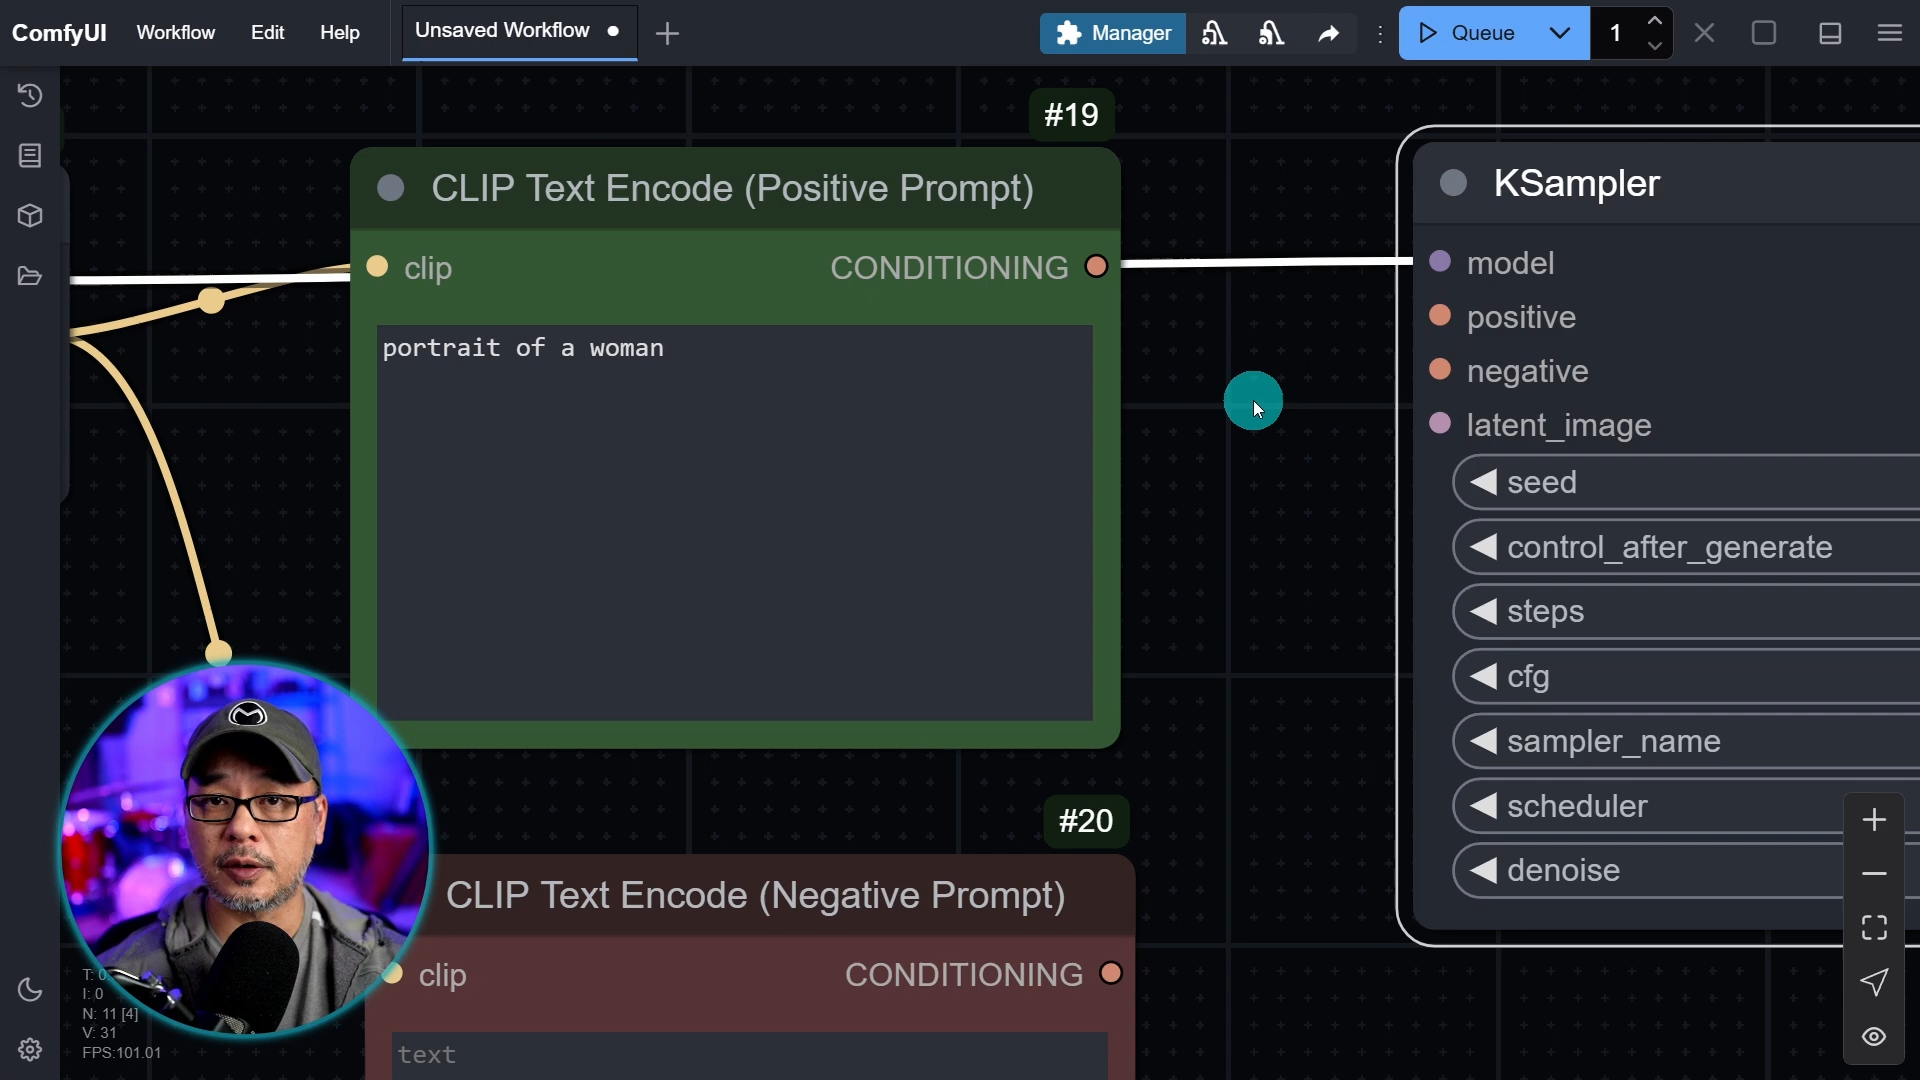 ComfyUI Workflow Edit Help Unsaved Workflow Manager Queue 1
#19
CLIP Text Encode (Positive Prompt)
clip CONDITIONING
portrait of a woman
KSampler
model
positive
negative
latent_image
seed
control_after_generate
steps
cfg
sampler_name
scheduler
denoise
#20
CLIP Text Encode (Negative Prompt)
clip CONDITIONING
text
T: 0.
I: 0
N: 11 [4]
V: 31
FPS:101.01